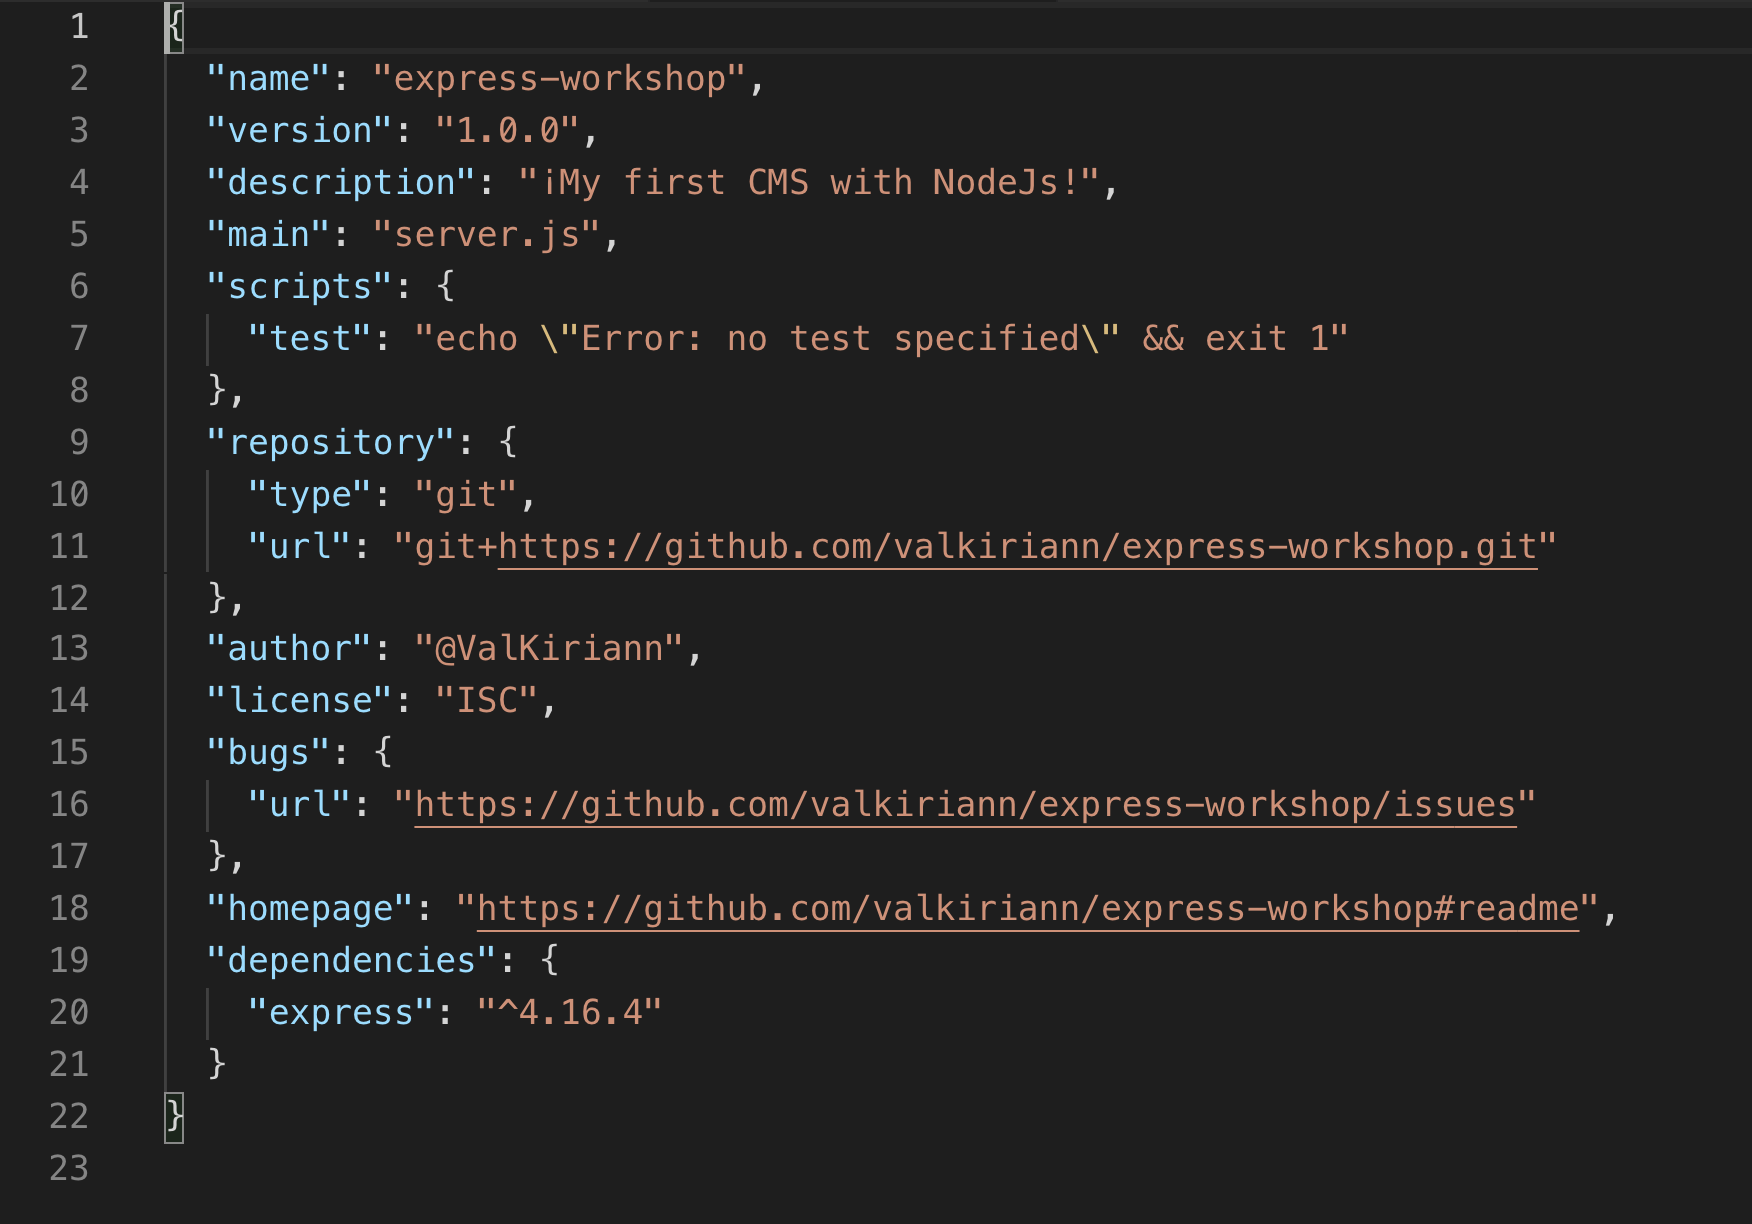 1 {
2 "name": "express-workshop",
3 "version": "1.0.0",
4 "description": "¡My first CMS with NodeJs!",
5 "main": "server.js",
6 "scripts": {
7 "test": "echo \"Error: no test specified\" && exit 1"
8 },
9 "repository": {
10 "type": "git",
11 "url": "git+https://github.com/valkiriann/express-workshop.git"
12 },
13 "author": "@ValKiriann",
14 "license": "ISC",
15 "bugs": {
16 "url": "https://github.com/valkiriann/express-workshop/issues"
17 },
18 "homepage": "https://github.com/valkiriann/express-workshop#readme",
19 "dependencies": {
20 "express": "^4.16.4"
21 }
22 }
23